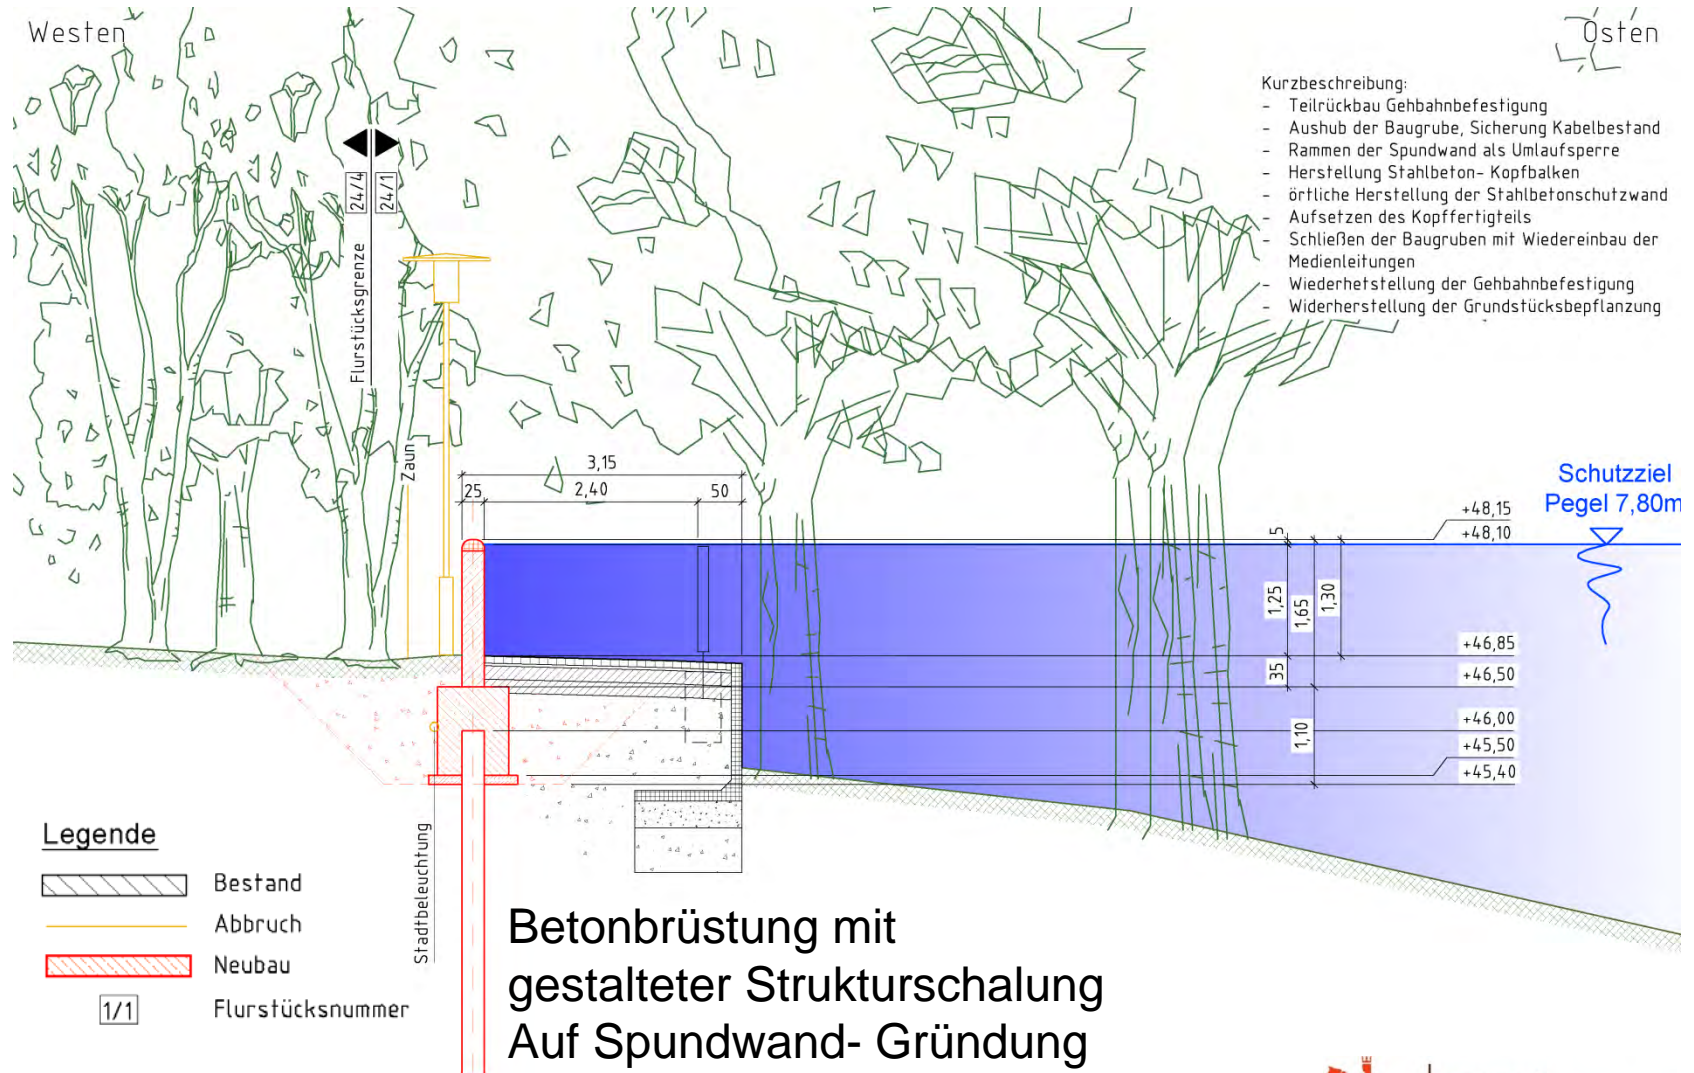 Westen
Osten
Kurzbeschreibung:
- Teilrückbau Gehbahnbefestigung
- Aushub der Baugrube, Sicherung Kabelbestand
- Rammen der Spundwand als Umlaufsperre
- Herstellung Stahlbeton- Kopfbalken
- örtliche Herstellung der Stahlbetonschutzwand
- Aufsetzen des Kopffertigteils
- Schließen der Baugruben mit Wiedereinbau der
Medienleitungen
- Wiederhetstellung der Gehbahnbefestigung
- Widerherstellung der Grundstücksbepflanzung
24/4
24/1
Flurstücksgrenze
Zaun
3,15
25
2,40
50
Schutzziel
Pegel 7,80m
+48,15
+48,10
5
1,25
1,65
1,30
+46,85
35
+46,50
+46,00
1,10
+45,50
+45,40
Stadtbeleuchtung
Legende
Bestand
Abbruch
Neubau
1/1 Flurstücksnummer
Betonbrüstung mit
gestalteter Strukturschalung
Auf Spundwand- Gründung